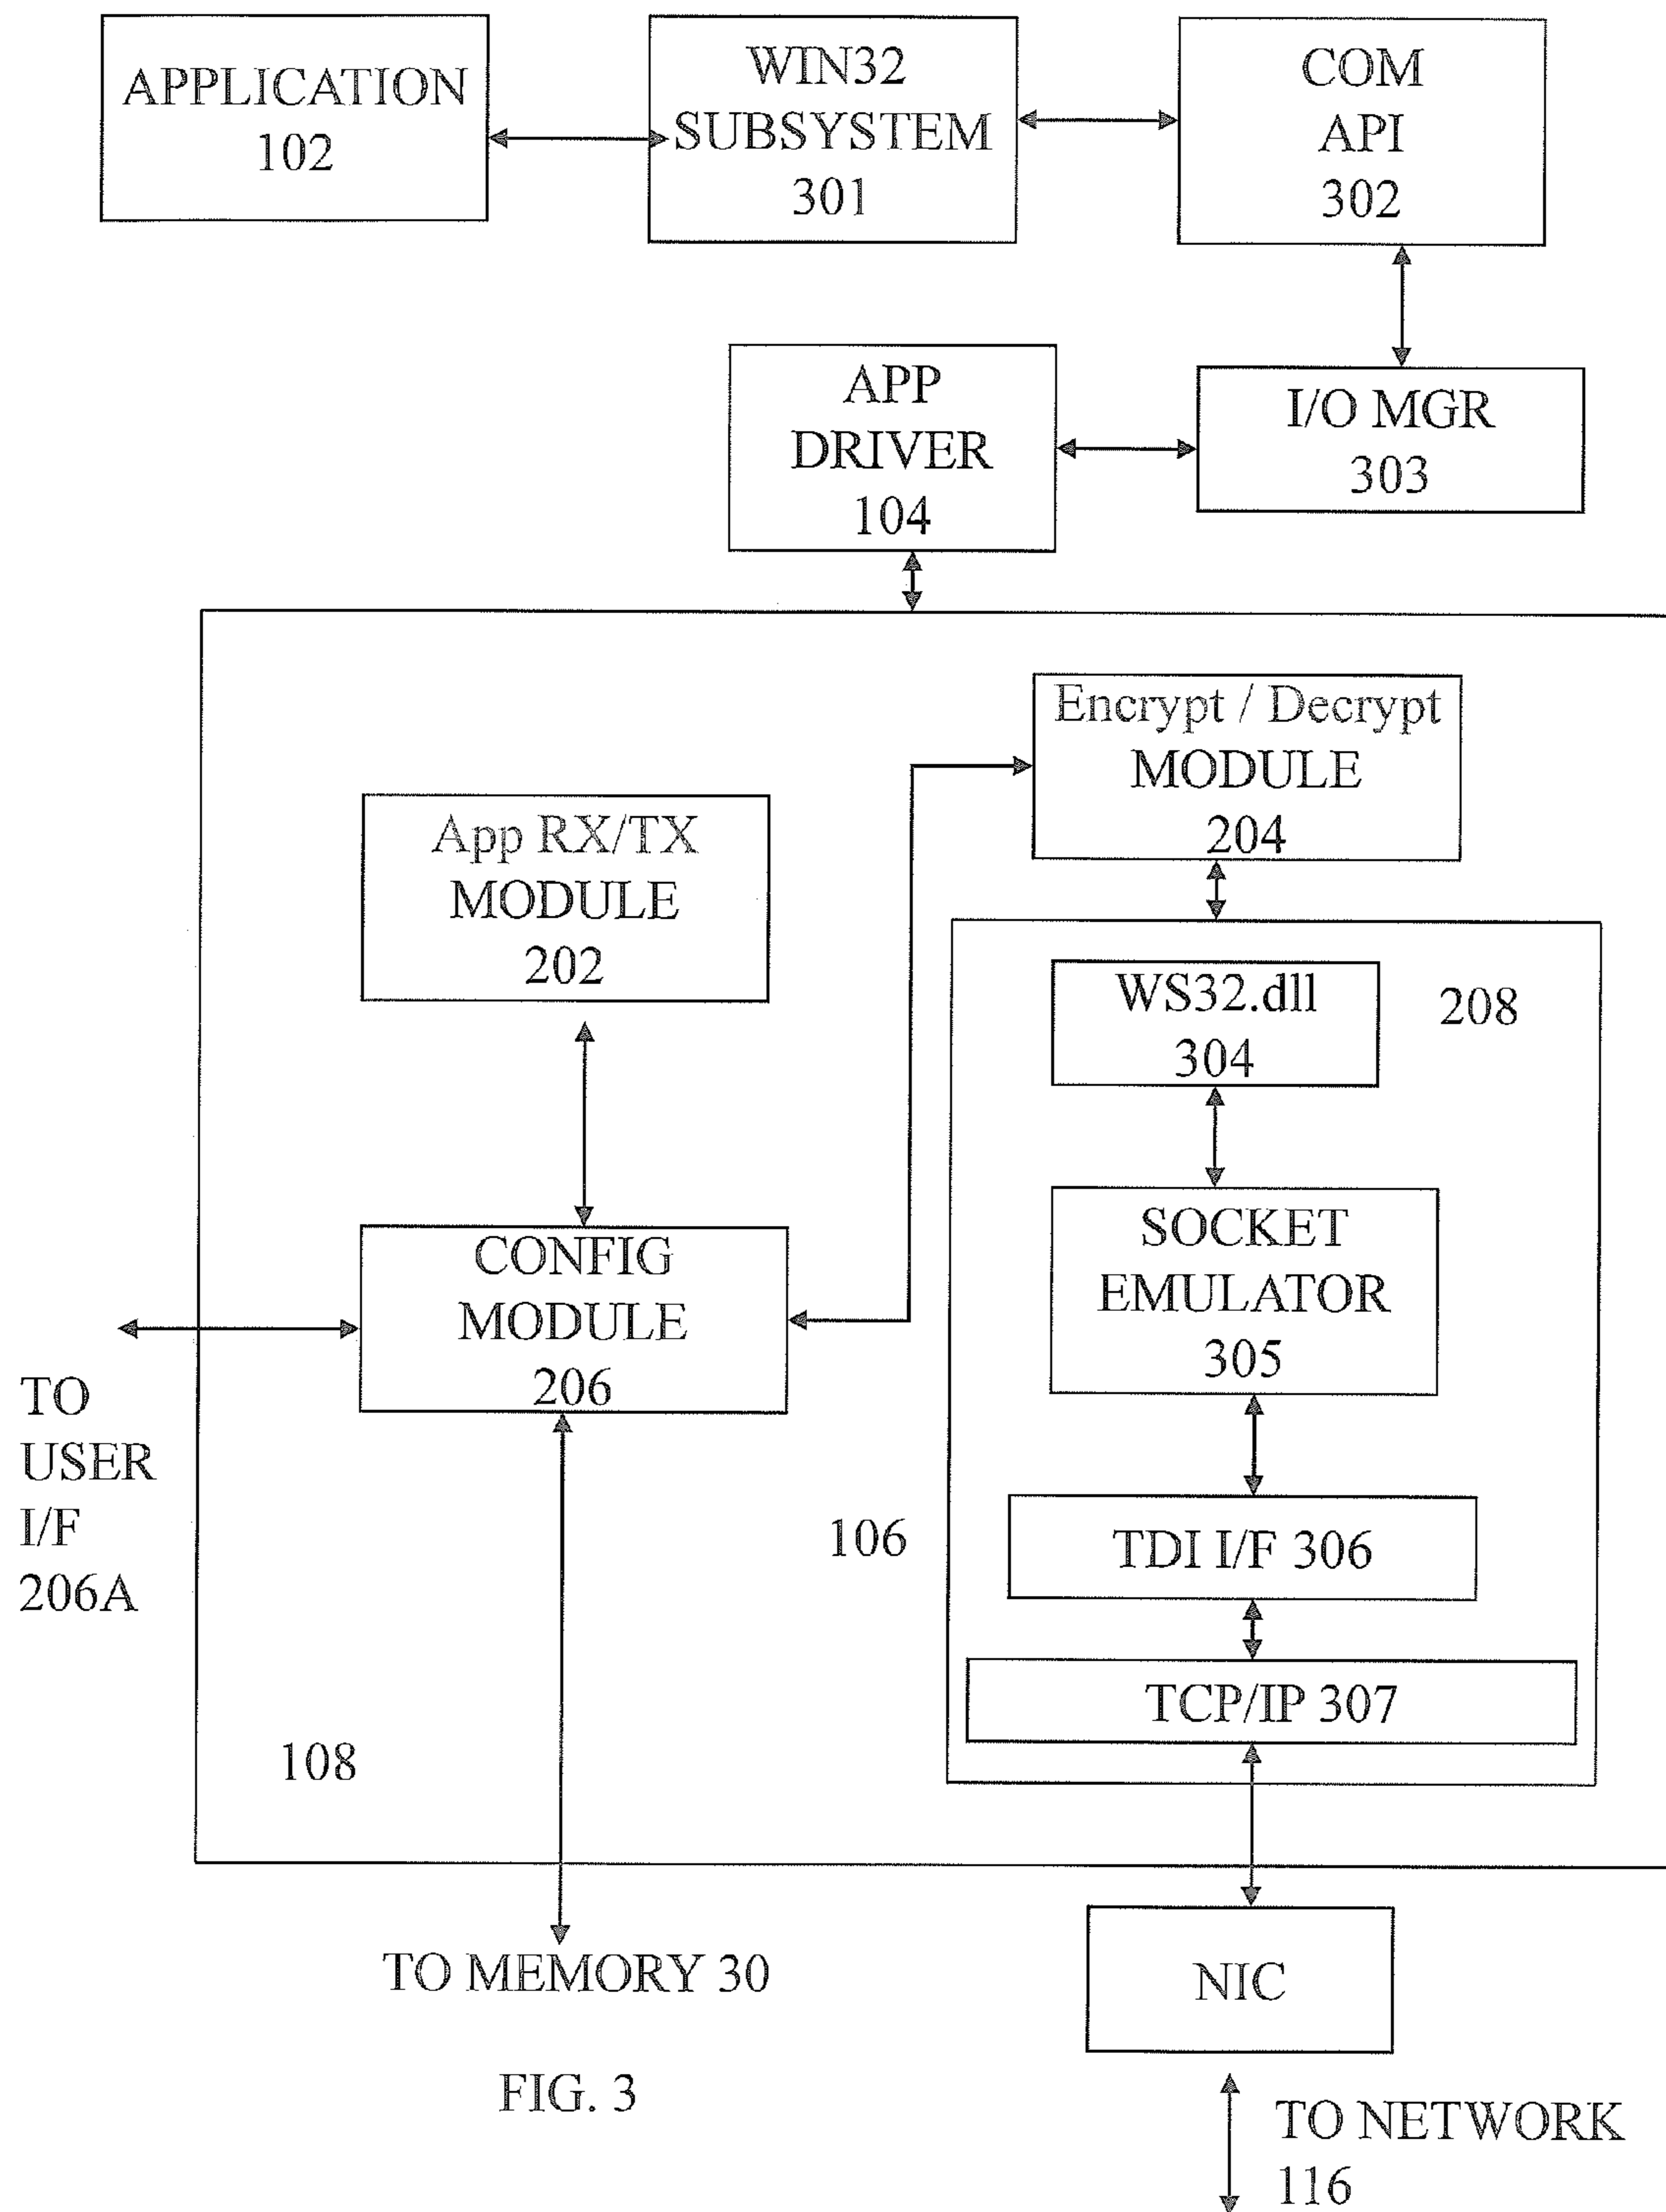 APPLICATION
102
WIN32
SUBSYSTEM
301
COM
API
302
APP
DRIVER
104
I/O MGR
303
Encrypt / Decrypt
MODULE
204
App RX/TX
MODULE
202
WS32.dll
304
208
CONFIG
MODULE
206
SOCKET
EMULATOR
305
TO
USER
I/F
206A
106
TDI I/F 306
TCP/IP 307
108
TO MEMORY 30
NIC
FIG. 3
TO NETWORK
116